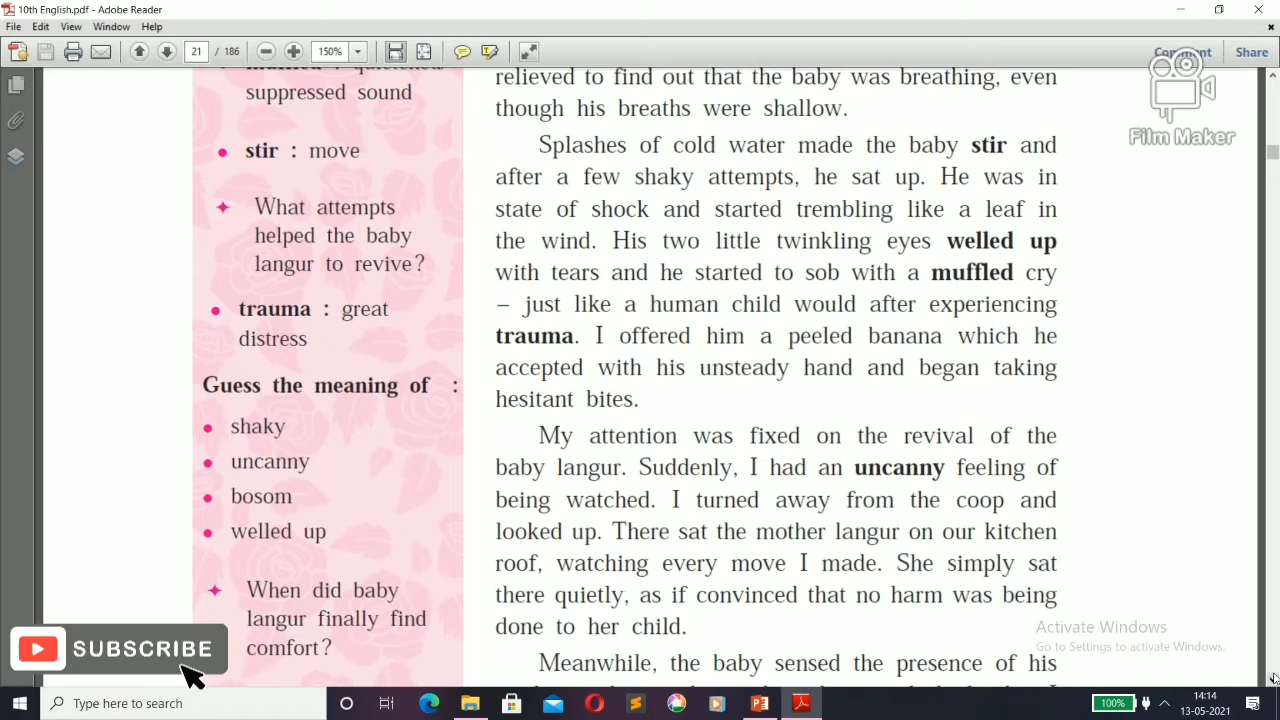 10th English.pdf - Adobe Reader
File Edit View Window Help
21 / 186 150% Comment Share
Film Maker
muffled : quietened
suppressed sound
stir : move
What attempts
helped the baby
langur to revive?
trauma : great
distress
Guess the meaning of :
shaky
uncanny
bosom
welled up
When did baby
langur finally find
comfort?
relieved to find out that the baby was breathing, even
though his breaths were shallow.
Splashes of cold water made the baby stir and
after a few shaky attempts, he sat up. He was in
state of shock and started trembling like a leaf in
the wind. His two little twinkling eyes welled up
with tears and he started to sob with a muffled cry
– just like a human child would after experiencing
trauma. I offered him a peeled banana which he
accepted with his unsteady hand and began taking
hesitant bites.
My attention was fixed on the revival of the
baby langur. Suddenly, I had an uncanny feeling of
being watched. I turned away from the coop and
looked up. There sat the mother langur on our kitchen
roof, watching every move I made. She simply sat
there quietly, as if convinced that no harm was being
done to her child.
Meanwhile, the baby sensed the presence of his
SUBSCRIBE
Activate Windows
Go to Settings to activate Windows.
Type here to search
100%
14:14
13-05-2021